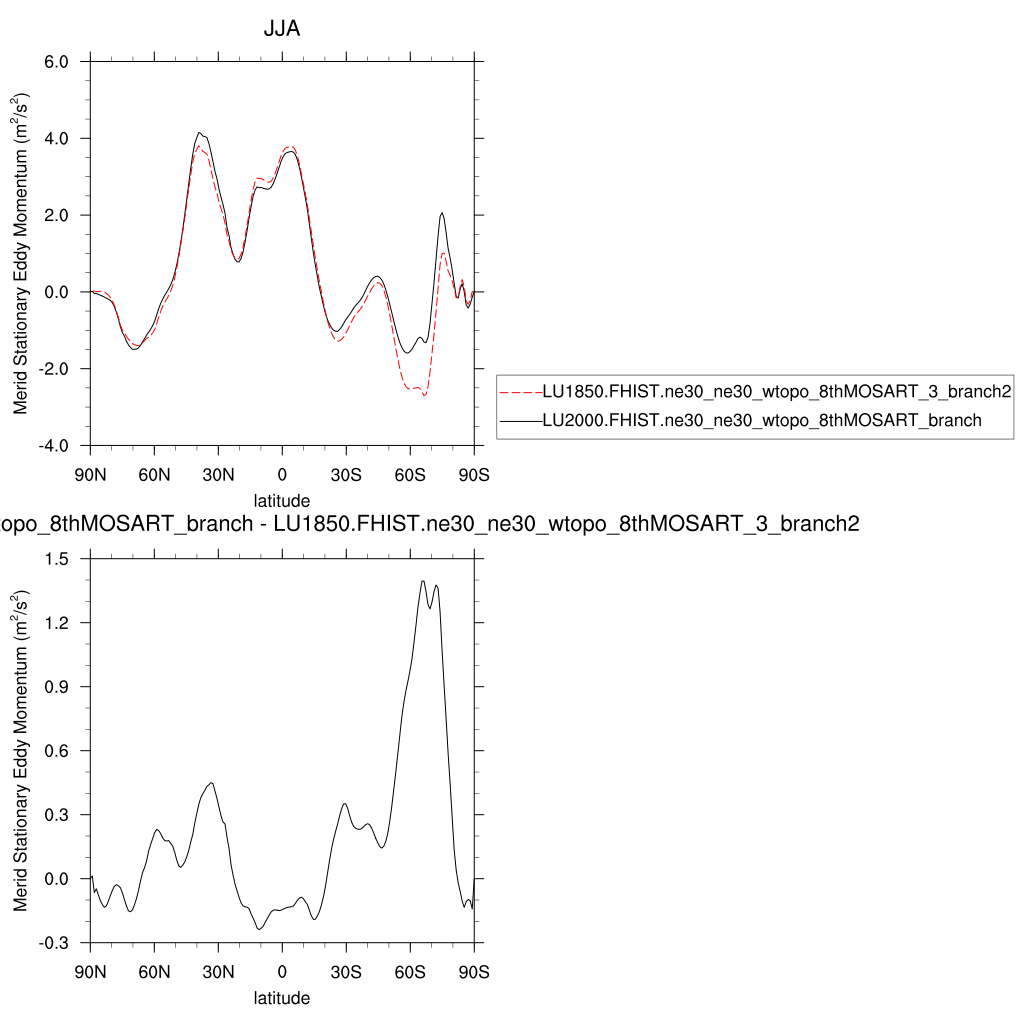 JJA
6.0
4.0
2.0
0.0
-2.0
-4.0
Merid Stationary Eddy Momentum (m²/s²)
90N 60N 30N 0 30S 60S 90S
latitude
LU1850.FHIST.ne30_ne30_wtopo_8thMOSART_3_branch2
LU2000.FHIST.ne30_ne30_wtopo_8thMOSART_branch
topo_8thMOSART_branch - LU1850.FHIST.ne30_ne30_wtopo_8thMOSART_3_branch2
1.5
1.2
0.9
0.6
0.3
0.0
-0.3
Merid Stationary Eddy Momentum (m²/s²)
90N 60N 30N 0 30S 60S 90S
latitude